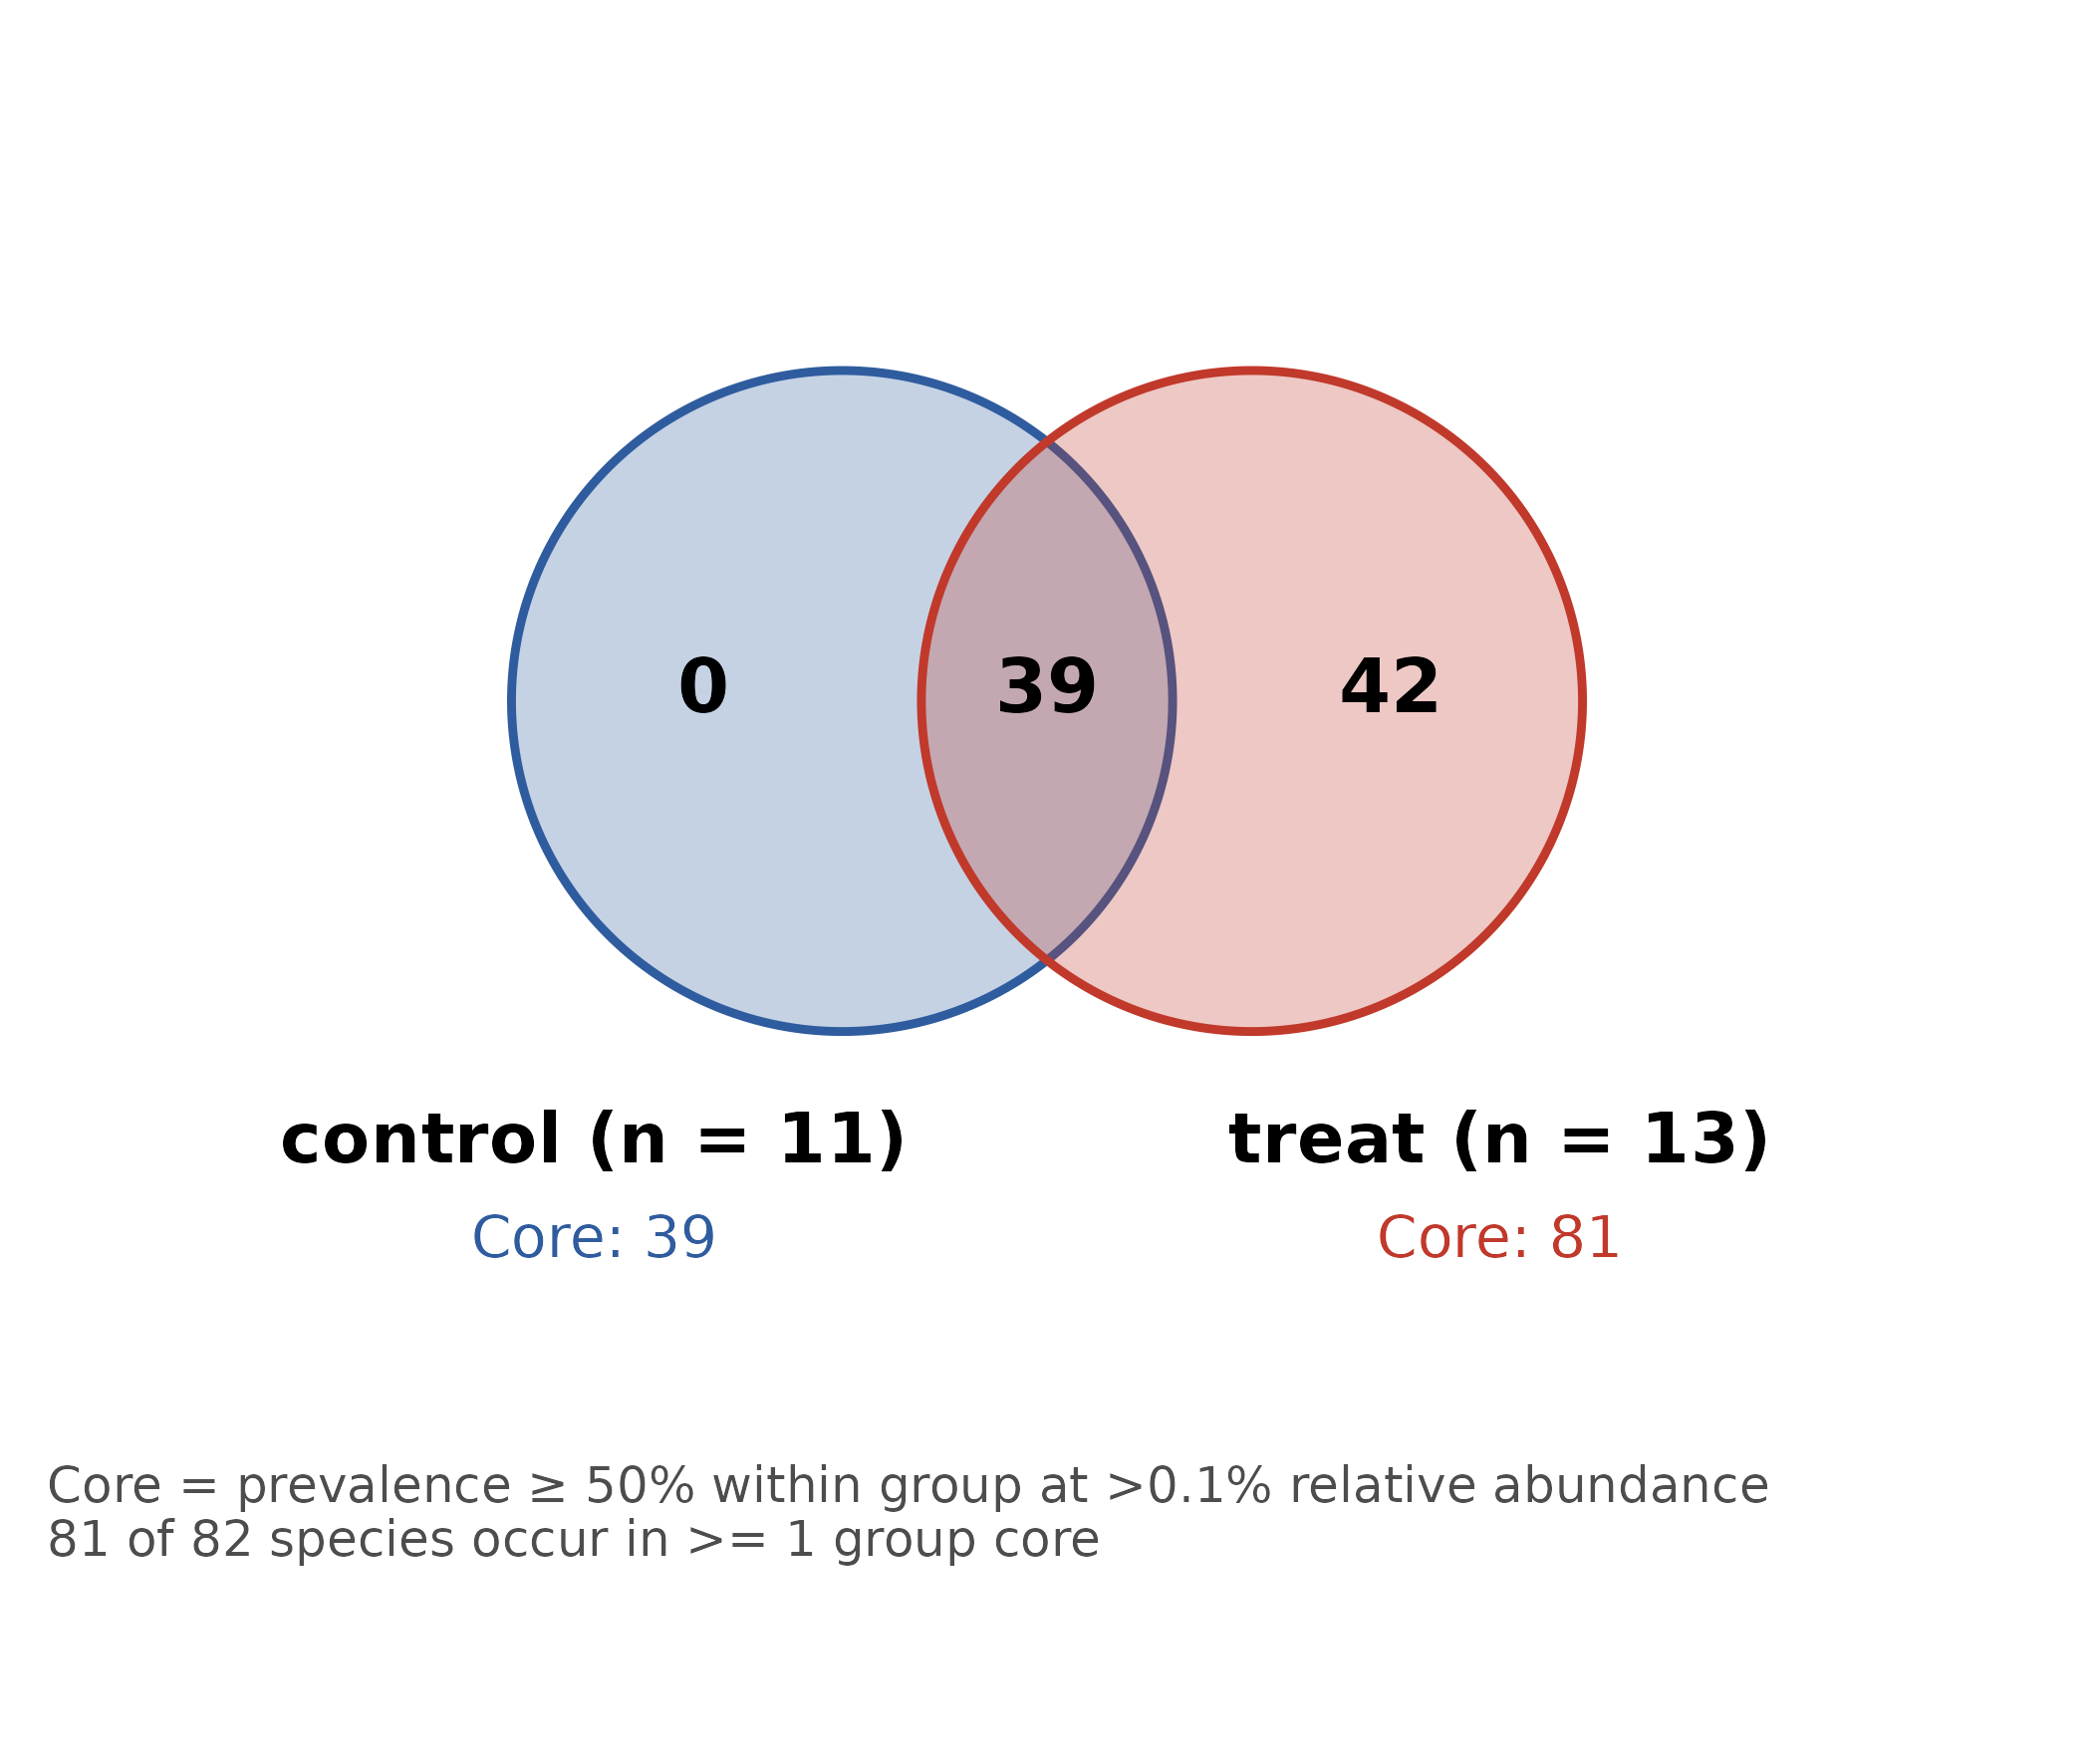 0 39 42
control (n = 11) treat (n = 13)
Core: 39 Core: 81
Core = prevalence ≥ 50% within group at >0.1% relative abundance
81 of 82 species occur in >= 1 group core